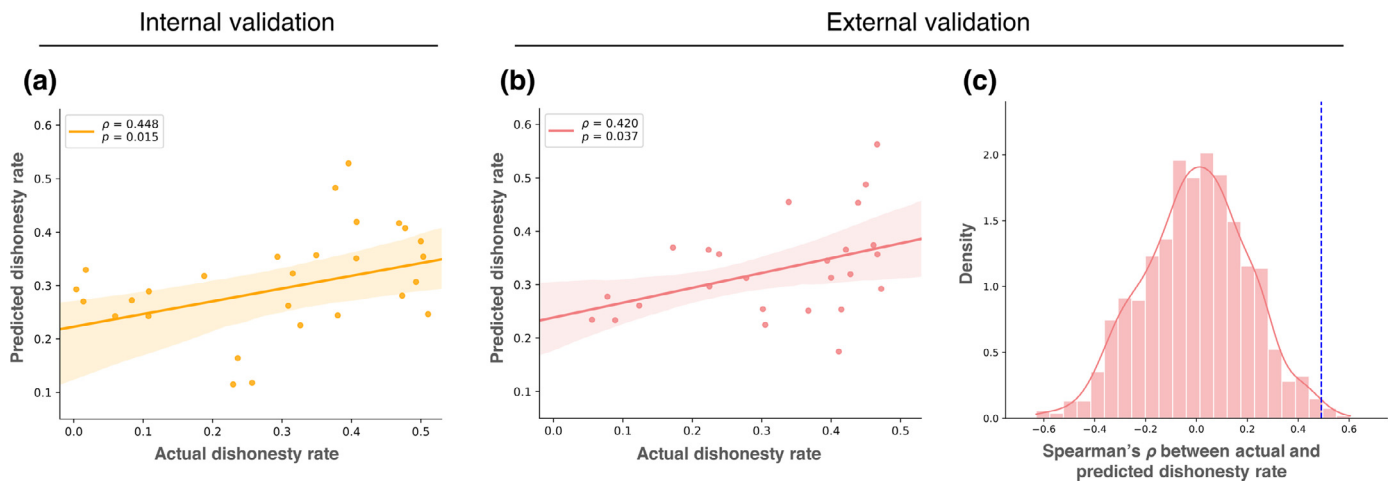 Internal validation
External validation
(a)
ρ = 0.448
p = 0.015
Predicted dishonesty rate
0.6
0.5
0.4
0.3
0.2
0.1
0.0 0.1 0.2 0.3 0.4 0.5
Actual dishonesty rate
(b)
ρ = 0.420
p = 0.037
Predicted dishonesty rate
0.6
0.5
0.4
0.3
0.2
0.1
0.0 0.1 0.2 0.3 0.4 0.5
Actual dishonesty rate
(c)
Density
2.0
1.5
1.0
0.5
0.0
−0.6 −0.4 −0.2 0.0 0.2 0.4 0.6
Spearman's ρ between actual and
predicted dishonesty rate